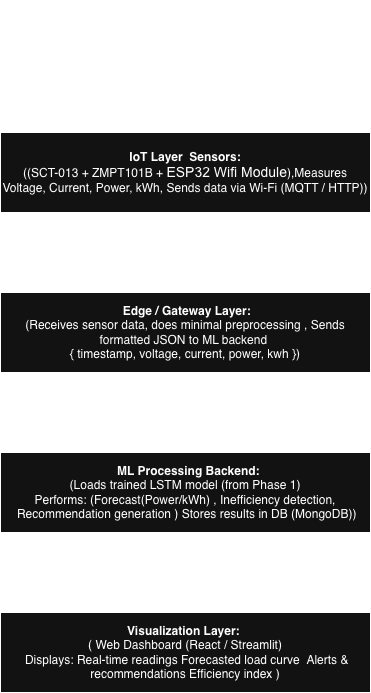 IoT Layer  Sensors:
((SCT-013 + ZMPT101B + ESP32 Wifi Module),Measures
Voltage, Current, Power, kWh, Sends data via Wi-Fi (MQTT / HTTP))
Edge / Gateway Layer:
(Receives sensor data, does minimal preprocessing , Sends
formatted JSON to ML backend
{ timestamp, voltage, current, power, kwh })
ML Processing Backend:
(Loads trained LSTM model (from Phase 1)
Performs: (Forecast(Power/kWh) , Inefficiency detection,
Recommendation generation ) Stores results in DB (MongoDB))
Visualization Layer:
( Web Dashboard (React / Streamlit)
Displays: Real-time readings Forecasted load curve  Alerts &
recommendations Efficiency index )